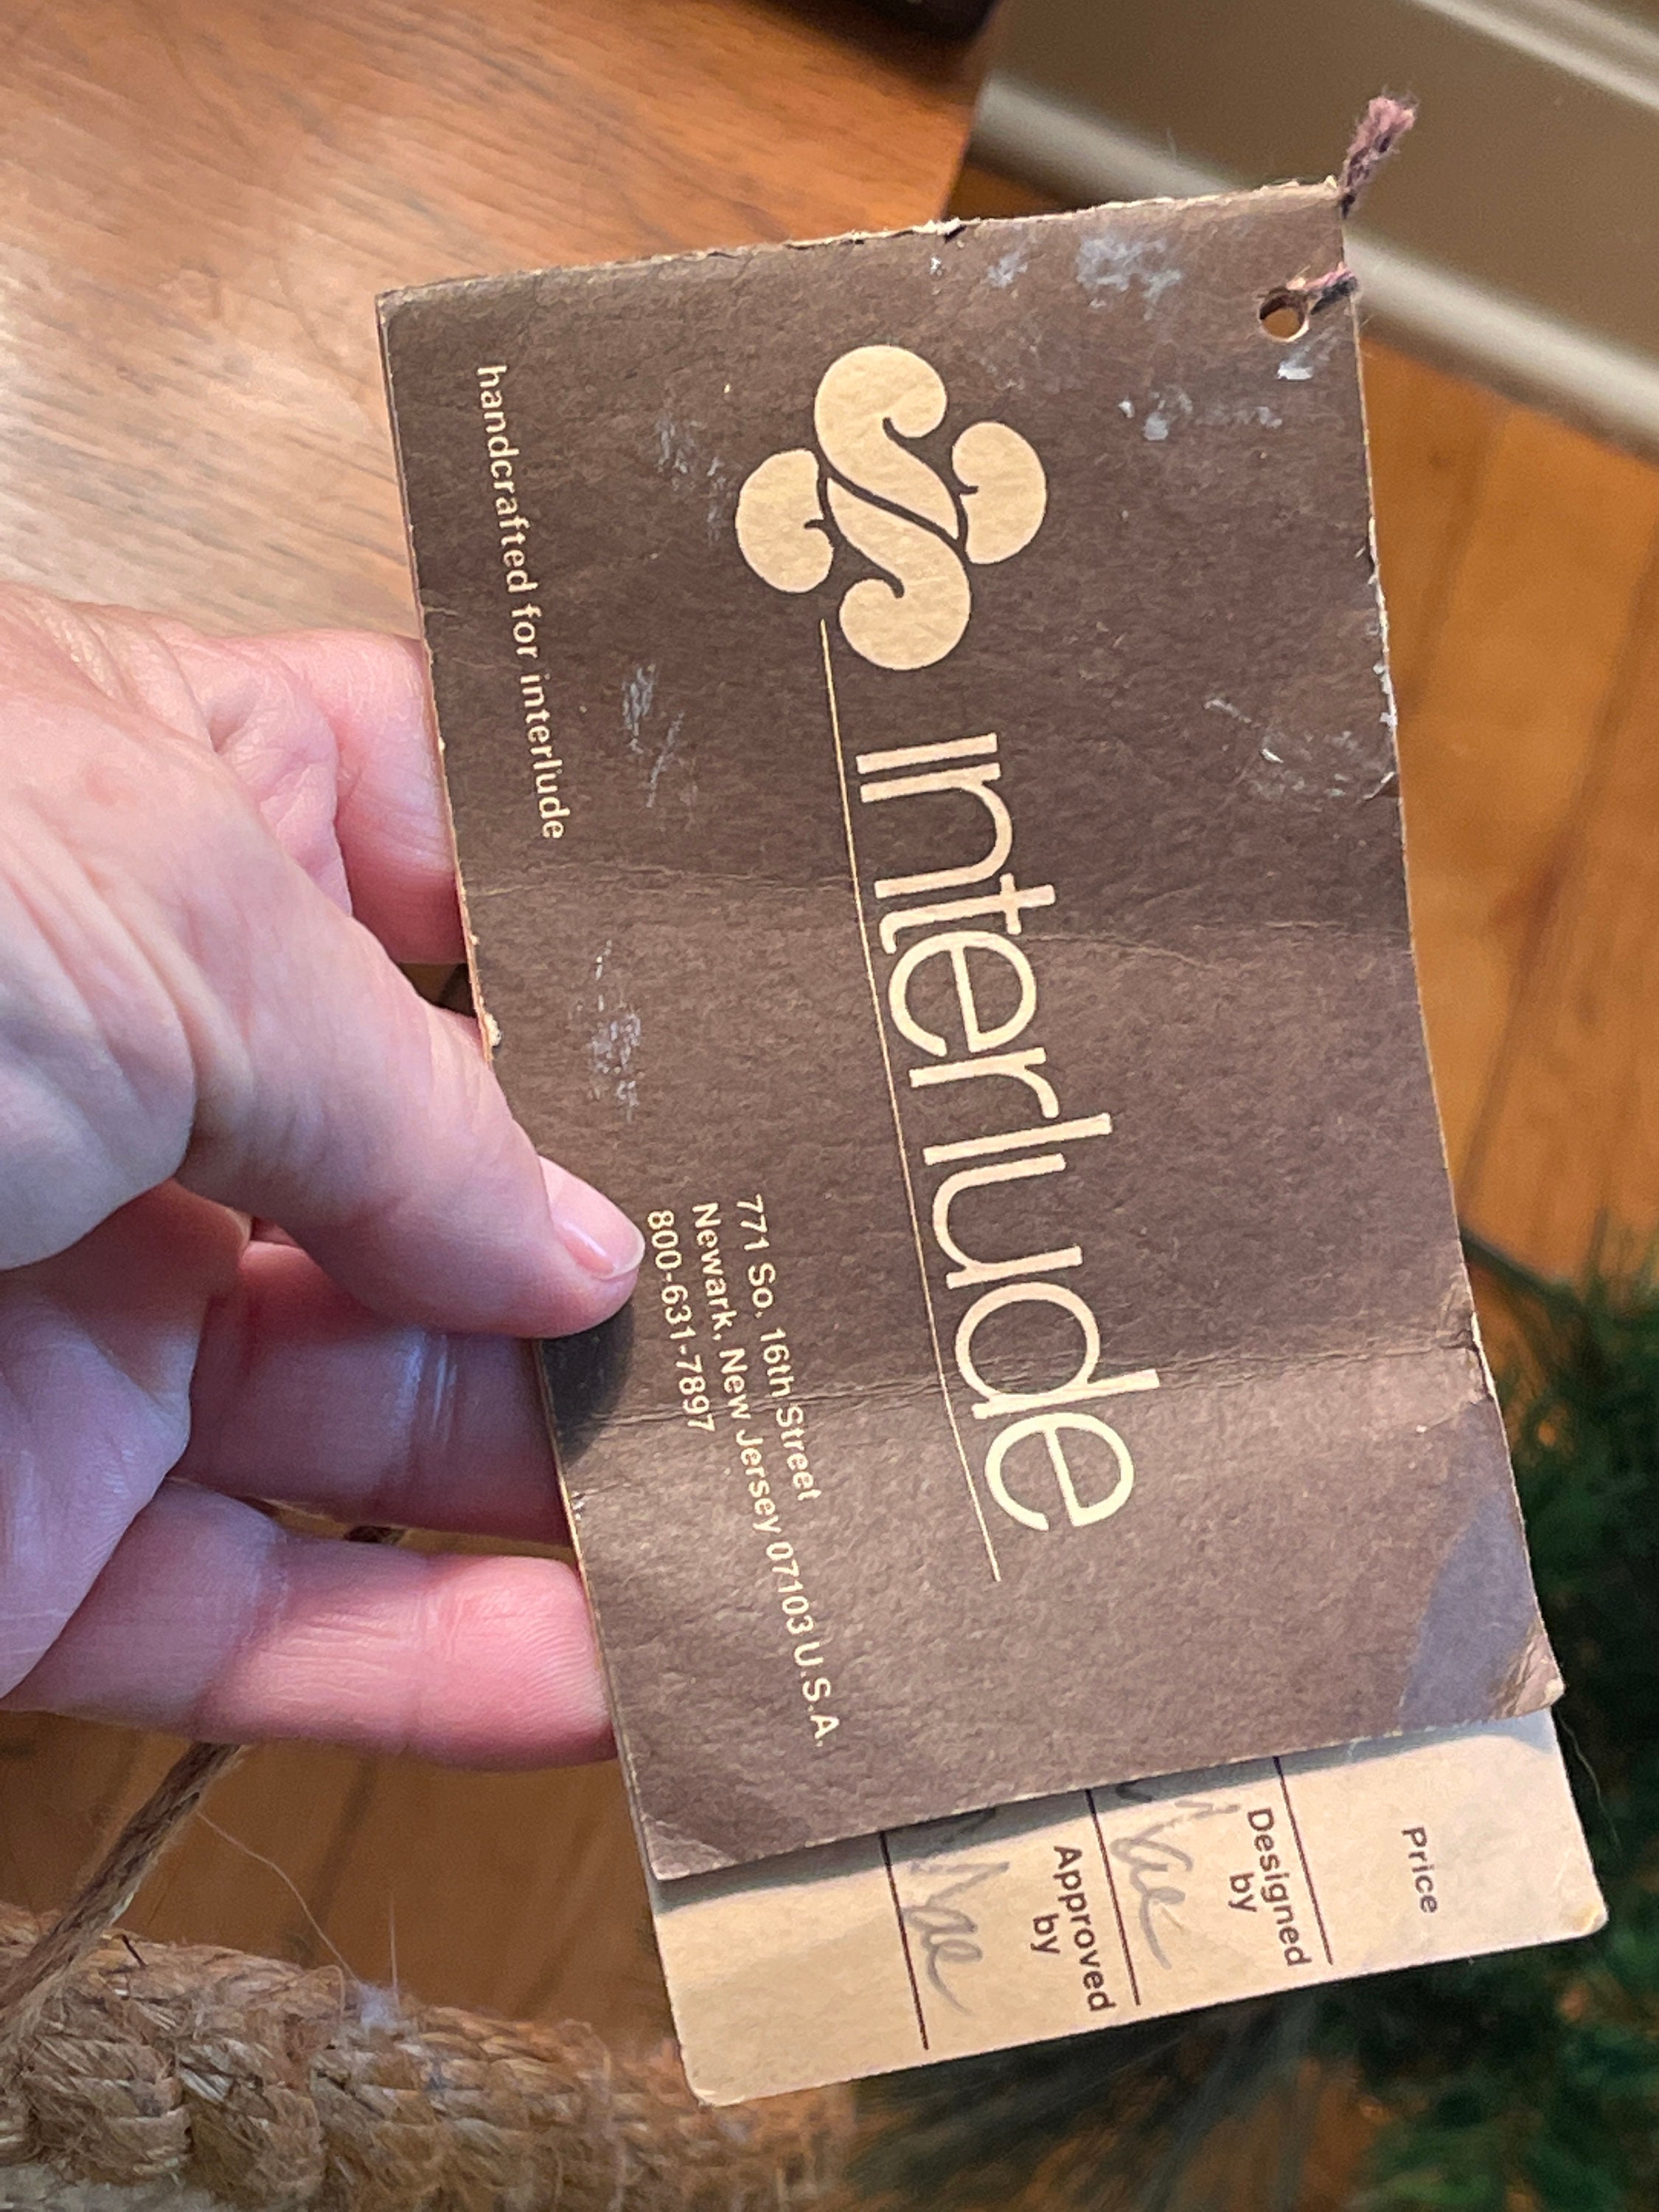 Interlude
771 So. 16th Street
Newark, New Jersey 07103 U.S.A.
800-631-7897
handcrafted for interlude
Price
Designed
by
Approved
by